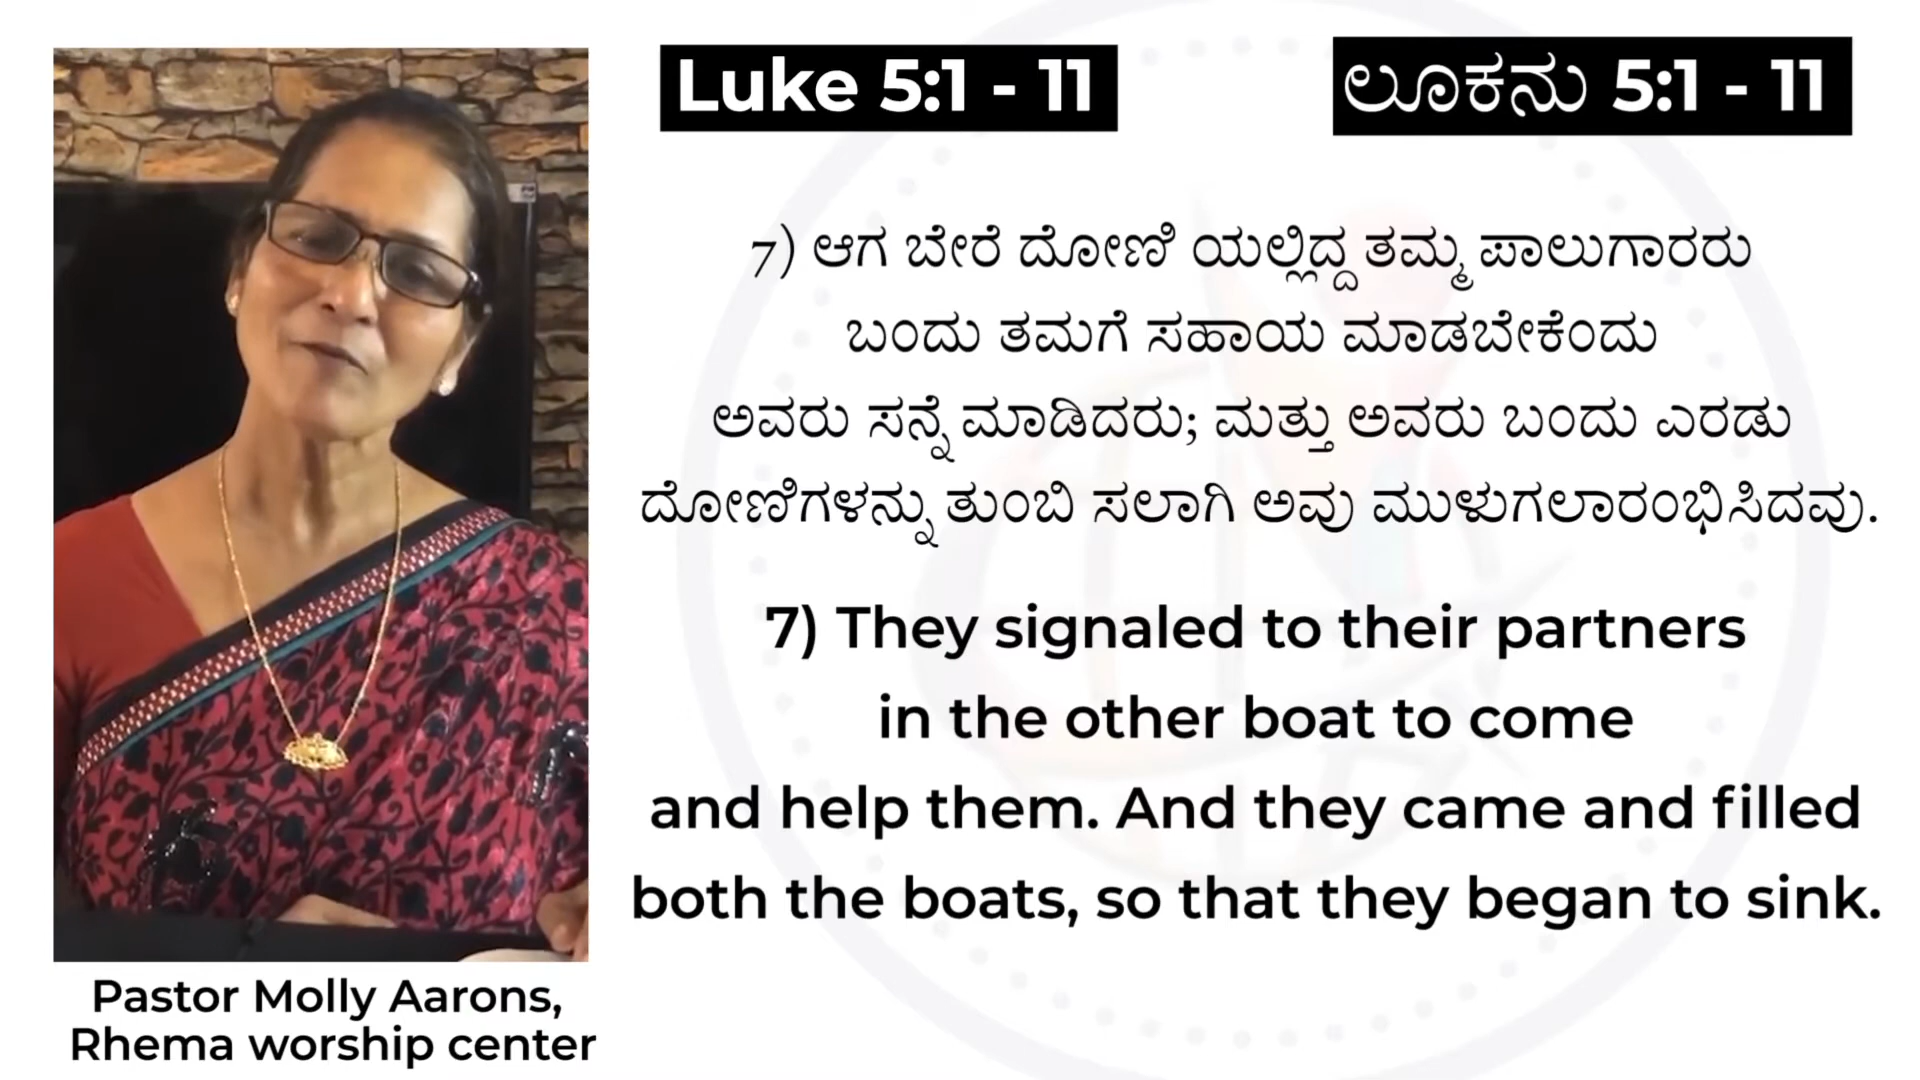 Luke 5:1 - 11
ಲೂಕನು 5:1 - 11
7) ಆಗ ಬೇರೆ ದೋಣಿ ಯಲ್ಲಿದ್ದ ತಮ್ಮ ಪಾಲುಗಾರರು
ಬಂದು ತಮಗೆ ಸಹಾಯ ಮಾಡಬೇಕೆಂದು
ಅವರು ಸನ್ನೆ ಮಾಡಿದರು; ಮತ್ತು ಅವರು ಬಂದು ಎರಡು
ದೋಣಿಗಳನ್ನು ತುಂಬಿ ಸಲಾಗಿ ಅವು ಮುಳುಗಲಾರಂಭಿಸಿದವು.
7) They signaled to their partners
in the other boat to come
and help them. And they came and filled
both the boats, so that they began to sink.
Pastor Molly Aarons,
Rhema worship center